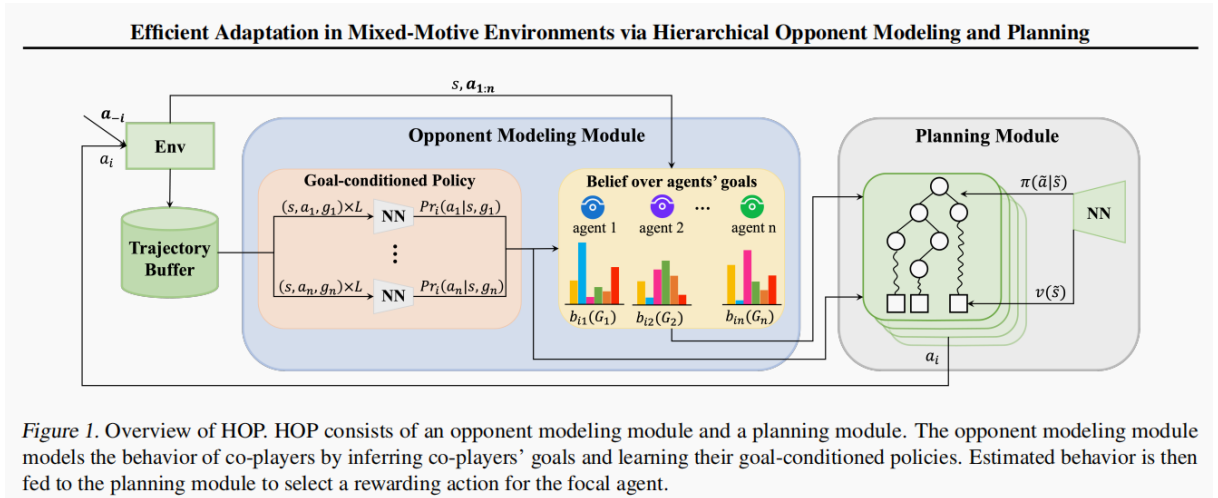 Efficient Adaptation in Mixed-Motive Environments via Hierarchical Opponent Modeling and Planning
s, a₁:ₙ
a₋ᵢ
aᵢ
Env
Trajectory
Buffer
Opponent Modeling Module
Goal-conditioned Policy
(s, a₁, g₁)×L
NN
Prᵢ(a₁|s, g₁)
⋮
(s, aₙ, gₙ)×L
NN
Prᵢ(aₙ|s, gₙ)
Belief over agents' goals
...
agent 1 agent 2 agent n
bᵢ₁(G₁) bᵢ₂(G₂) bᵢₙ(Gₙ)
Planning Module
π(ã|s̃)
NN
v(s̃)
aᵢ
Figure 1. Overview of HOP. HOP consists of an opponent modeling module and a planning module. The opponent modeling module
models the behavior of co-players by inferring co-players' goals and learning their goal-conditioned policies. Estimated behavior is then
fed to the planning module to select a rewarding action for the focal agent.